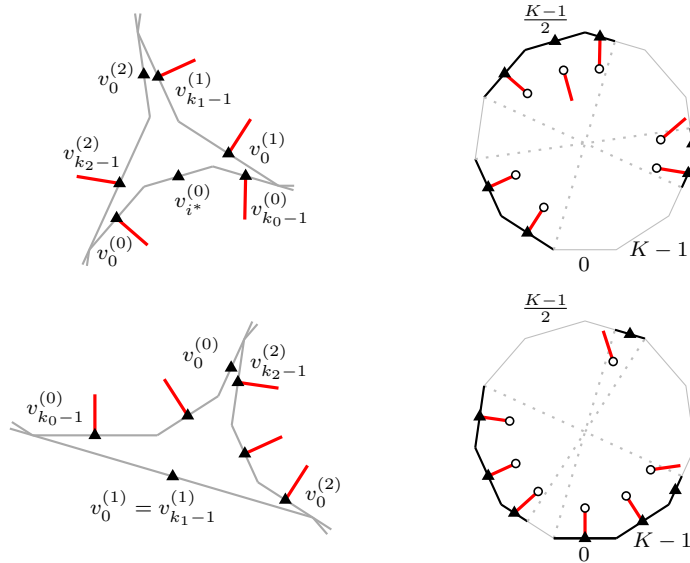 K−1
2
v_0^{(2)}
v_{k_1−1}^{(1)}
v_{k_2−1}^{(2)}
v_0^{(1)}
v_{i*}^{(0)}
v_{k_0−1}^{(0)}
v_0^{(0)}
K − 1
0
K−1
2
v_0^{(0)}
v_{k_2−1}^{(2)}
v_{k_0−1}^{(0)}
v_0^{(1)} = v_{k_1−1}^{(1)}
v_0^{(2)}
K − 1
0